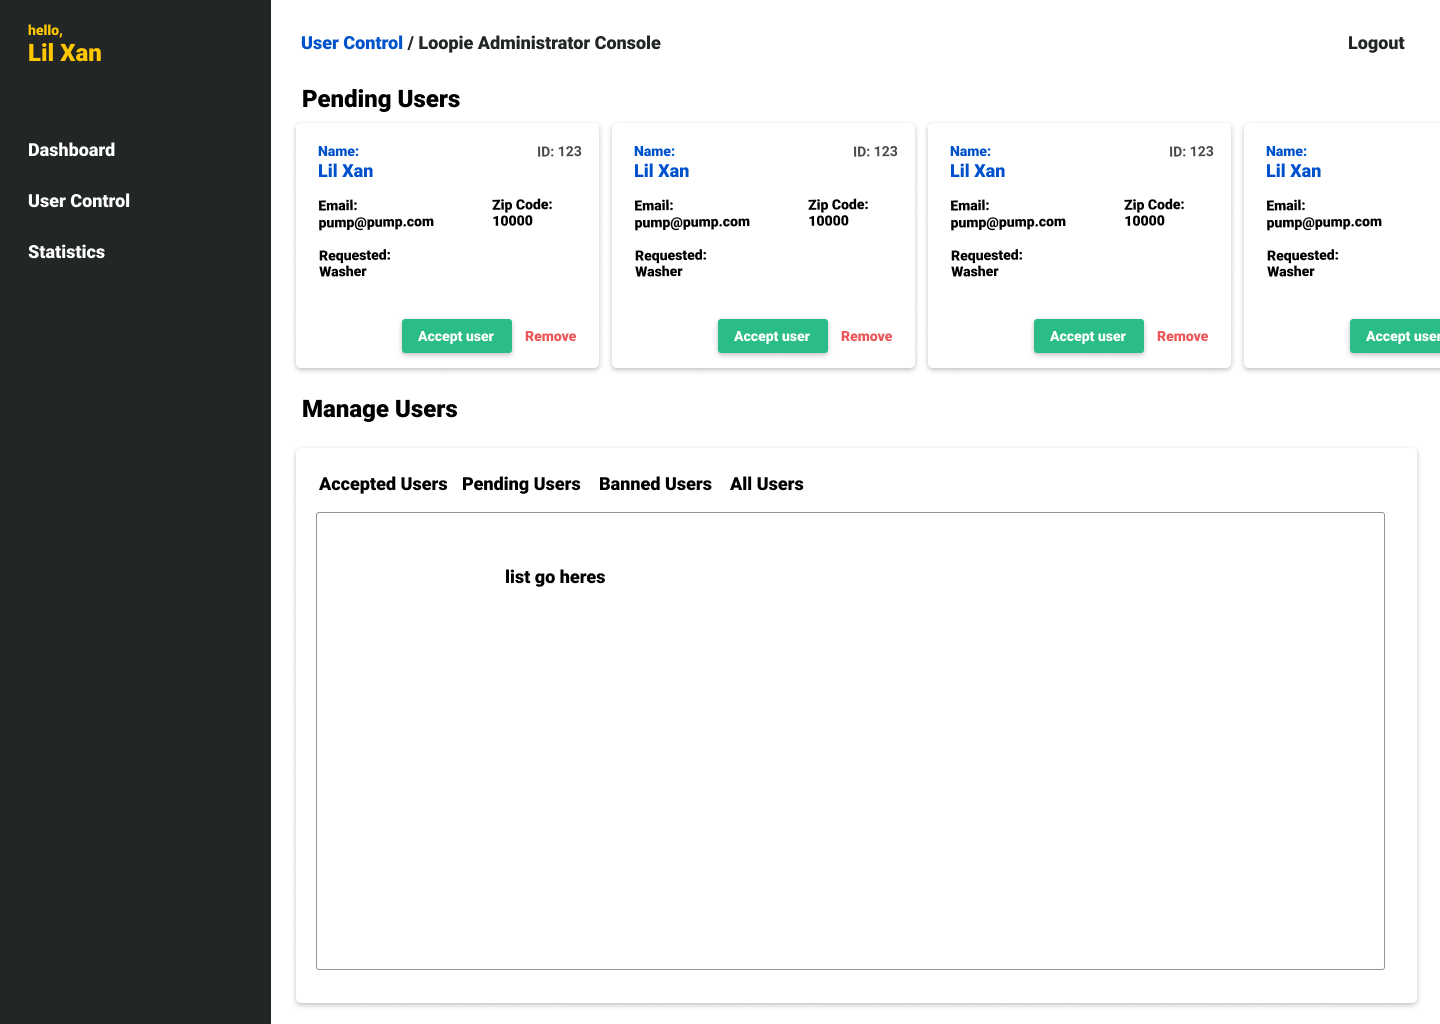 hello,
Lil Xan
Dashboard
User Control
Statistics
User Control / Loopie Administrator Console
Logout
Pending Users
Name:
ID: 123
Lil Xan
Email:
Zip Code:
pump@pump.com
10000
Requested:
Washer
Accept user
Remove
Name:
ID: 123
Lil Xan
Email:
Zip Code:
pump@pump.com
10000
Requested:
Washer
Accept user
Remove
Name:
ID: 123
Lil Xan
Email:
Zip Code:
pump@pump.com
10000
Requested:
Washer
Accept user
Remove
Name:
Lil Xan
Email:
pump@pump.com
Requested:
Washer
Accept user
Manage Users
Accepted Users Pending Users Banned Users All Users
list go heres